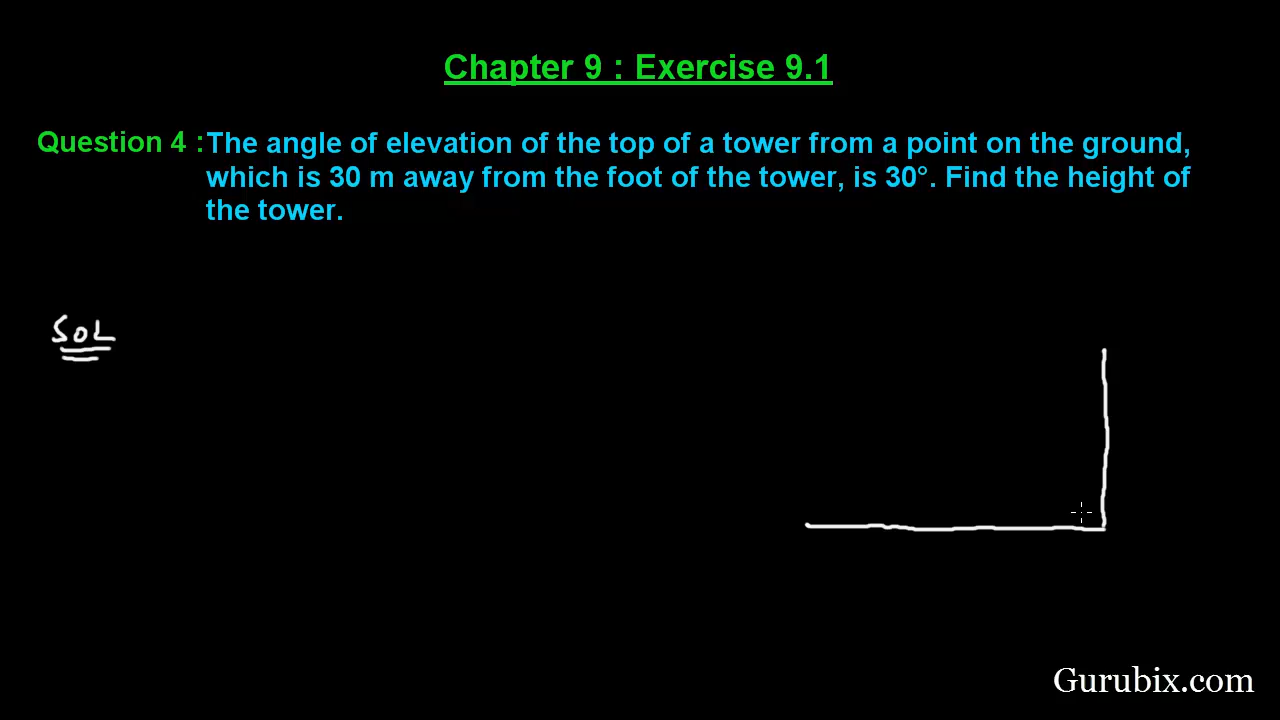 Chapter 9 : Exercise 9.1
Question 4 : The angle of elevation of the top of a tower from a point on the ground,
which is 30 m away from the foot of the tower, is 30°. Find the height of
the tower.
SOL
Gurubix.com